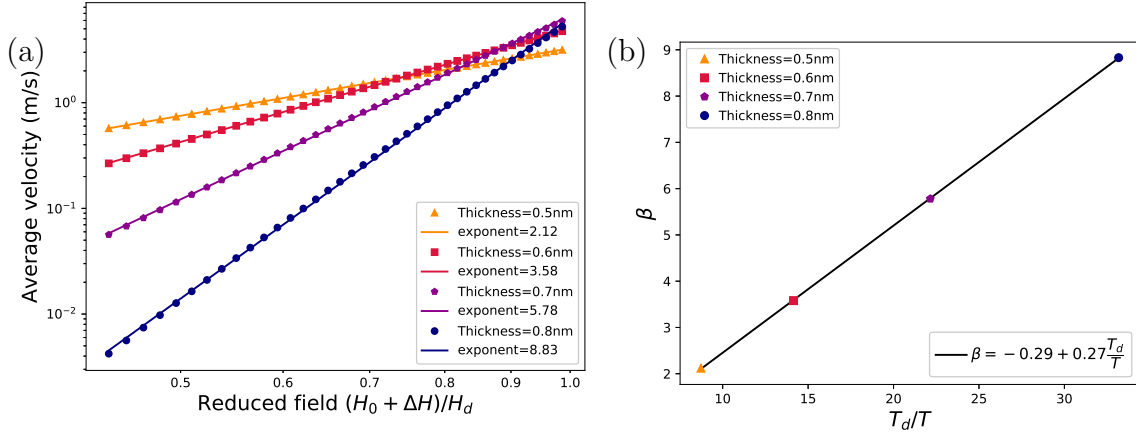 (a)
Average velocity (m/s)
10⁰
10⁻¹
10⁻²
0.5
0.6
0.7
0.8
0.9
1.0
Reduced field (H₀ + ΔH)/H_d
Thickness=0.5nm
exponent=2.12
Thickness=0.6nm
exponent=3.58
Thickness=0.7nm
exponent=5.78
Thickness=0.8nm
exponent=8.83
(b)
β
9
8
7
6
5
4
3
2
10
15
20
25
30
T_d/T
Thickness=0.5nm
Thickness=0.6nm
Thickness=0.7nm
Thickness=0.8nm
β = −0.29 + 0.27 T_d/T